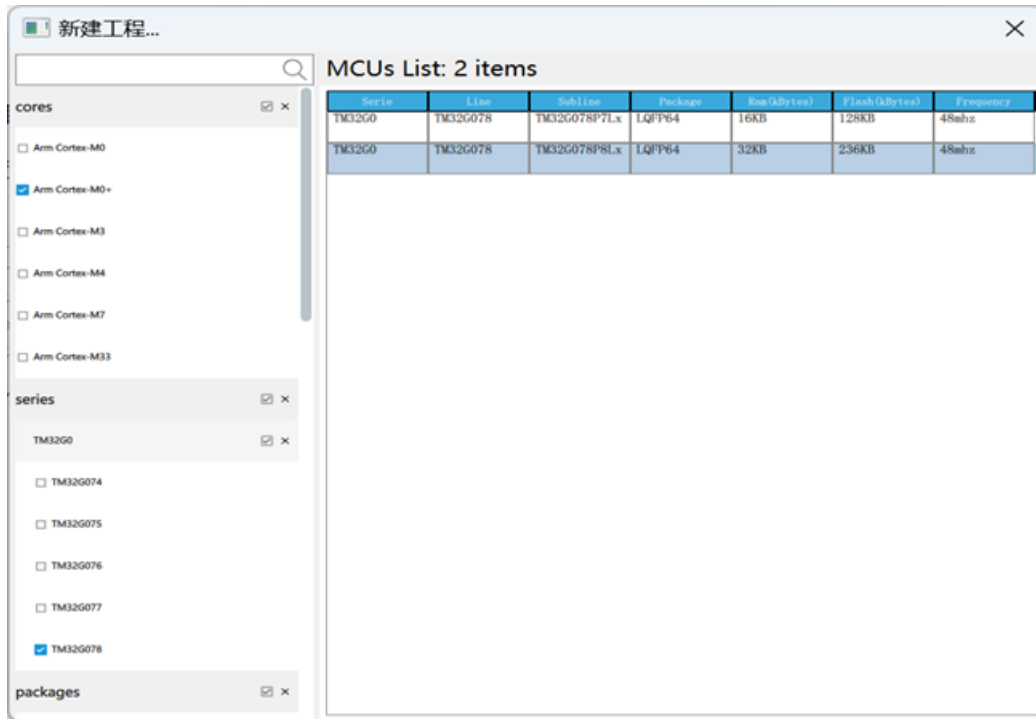 新建工程...
MCUs List: 2 items
cores
Arm Cortex-M0
Arm Cortex-M0+
Arm Cortex-M3
Arm Cortex-M4
Arm Cortex-M7
Arm Cortex-M33
series
TM32G0
TM32G074
TM32G075
TM32G076
TM32G077
TM32G078
packages
Serie Line Subline Package Ram(kBytes) Flash(kBytes) Frequency
TM32G0 TM32G078 TM32G078P7Lx LQFP64 16KB 128KB 48mhz
TM32G0 TM32G078 TM32G078P8Lx LQFP64 32KB 236KB 48mhz